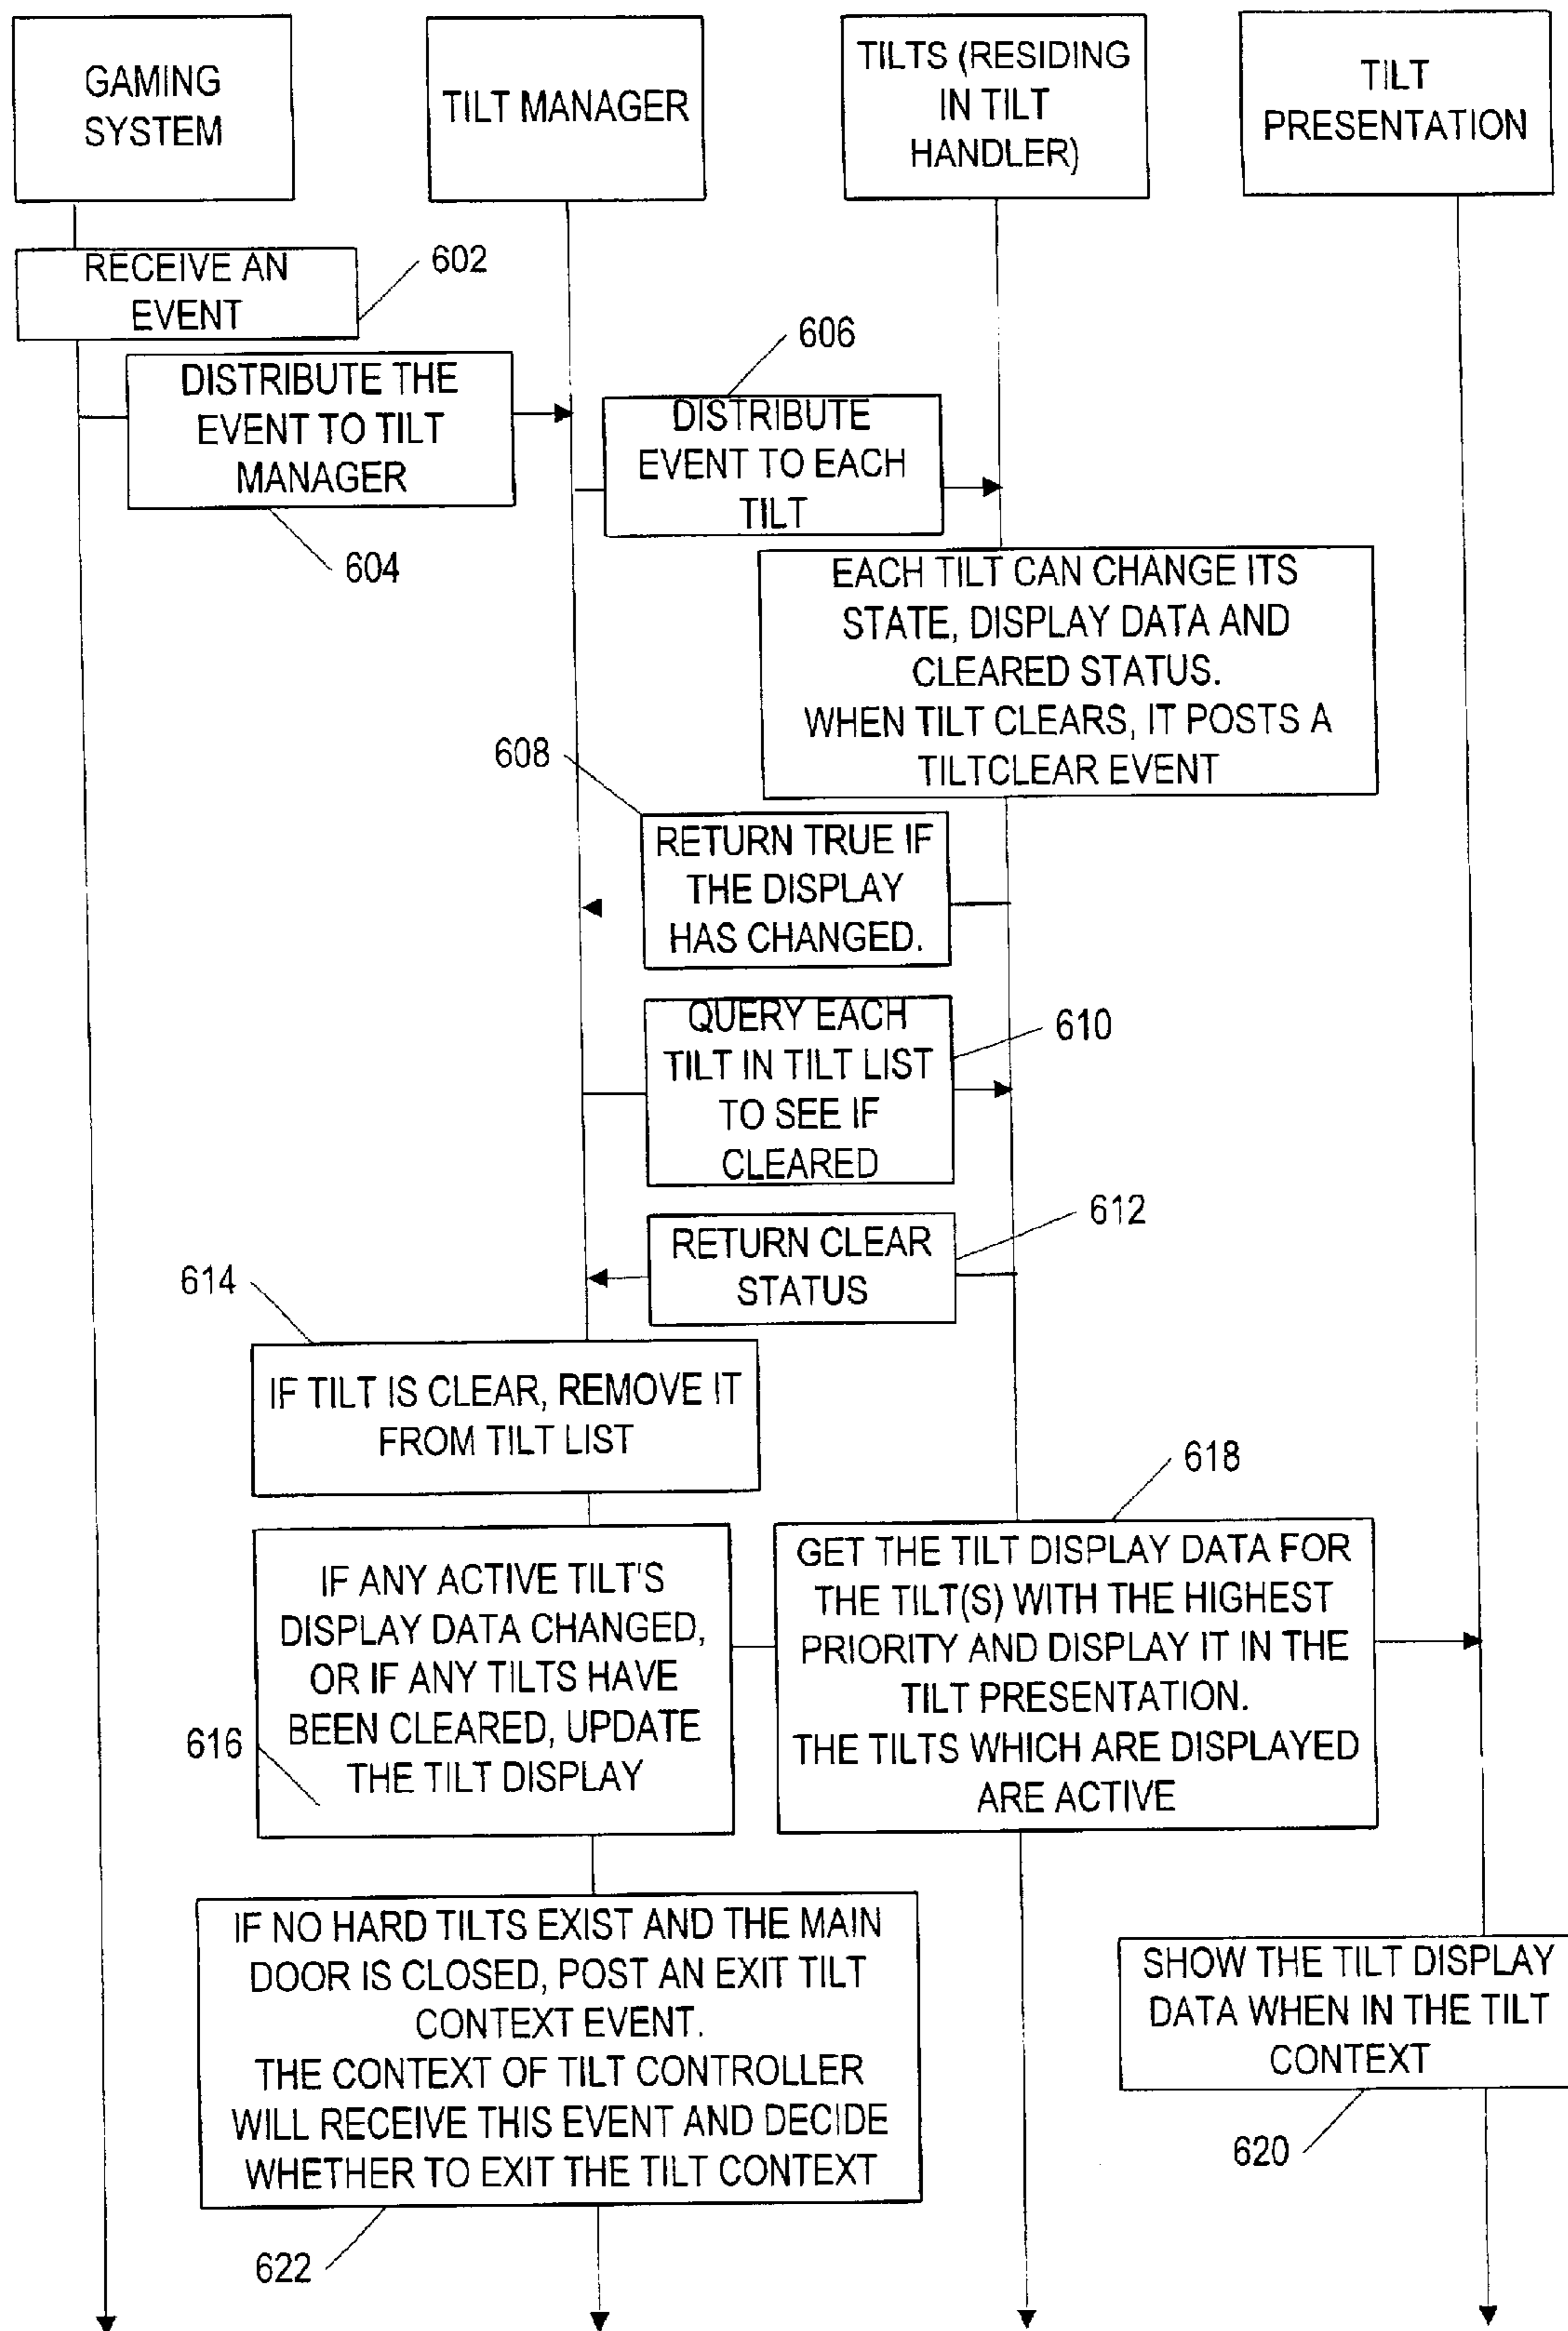 GAMING
SYSTEM
TILT MANAGER
TILTS (RESIDING
IN TILT
HANDLER)
TILT
PRESENTATION
RECEIVE AN
EVENT
602
DISTRIBUTE THE
EVENT TO TILT
MANAGER
604
606
DISTRIBUTE
EVENT TO EACH
TILT
EACH TILT CAN CHANGE ITS
STATE, DISPLAY DATA AND
CLEARED STATUS.
WHEN TILT CLEARS, IT POSTS A
TILTCLEAR EVENT
608
RETURN TRUE IF
THE DISPLAY
HAS CHANGED.
QUERY EACH
TILT IN TILT LIST
TO SEE IF
CLEARED
610
612
RETURN CLEAR
STATUS
614
IF TILT IS CLEAR, REMOVE IT
FROM TILT LIST
616
IF ANY ACTIVE TILT'S
DISPLAY DATA CHANGED,
OR IF ANY TILTS HAVE
BEEN CLEARED, UPDATE
THE TILT DISPLAY
618
GET THE TILT DISPLAY DATA FOR
THE TILT(S) WITH THE HIGHEST
PRIORITY AND DISPLAY IT IN THE
TILT PRESENTATION.
THE TILTS WHICH ARE DISPLAYED
ARE ACTIVE
IF NO HARD TILTS EXIST AND THE MAIN
DOOR IS CLOSED, POST AN EXIT TILT
CONTEXT EVENT.
THE CONTEXT OF TILT CONTROLLER
WILL RECEIVE THIS EVENT AND DECIDE
WHETHER TO EXIT THE TILT CONTEXT
622
SHOW THE TILT DISPLAY
DATA WHEN IN THE TILT
CONTEXT
620